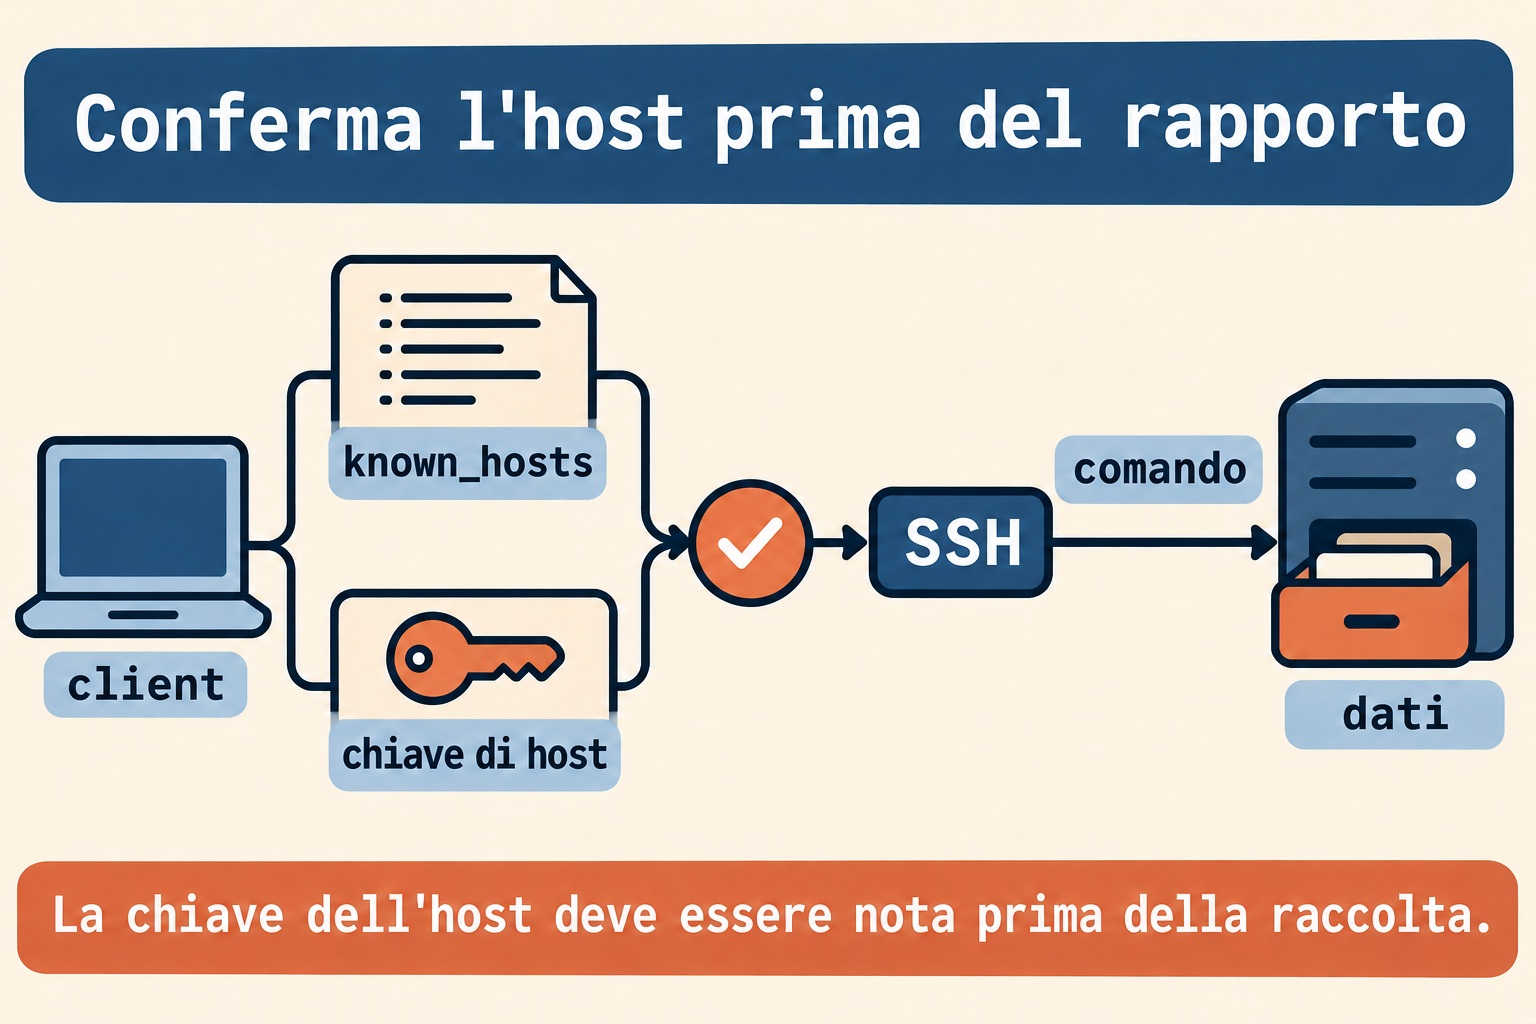 Conferma l'host prima del rapporto
known_hosts
comando
SSH
client
chiave di host
dati
La chiave dell'host deve essere nota prima della raccolta.